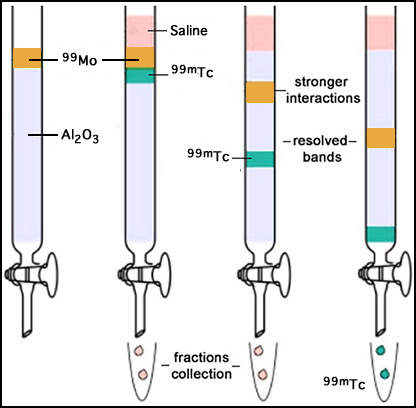 Saline
⁹⁹Mo
⁹⁹ᵐTc
stronger
interactions
Al₂O₃
resolved
bands
⁹⁹ᵐTc
fractions
collection
⁹⁹ᵐTc